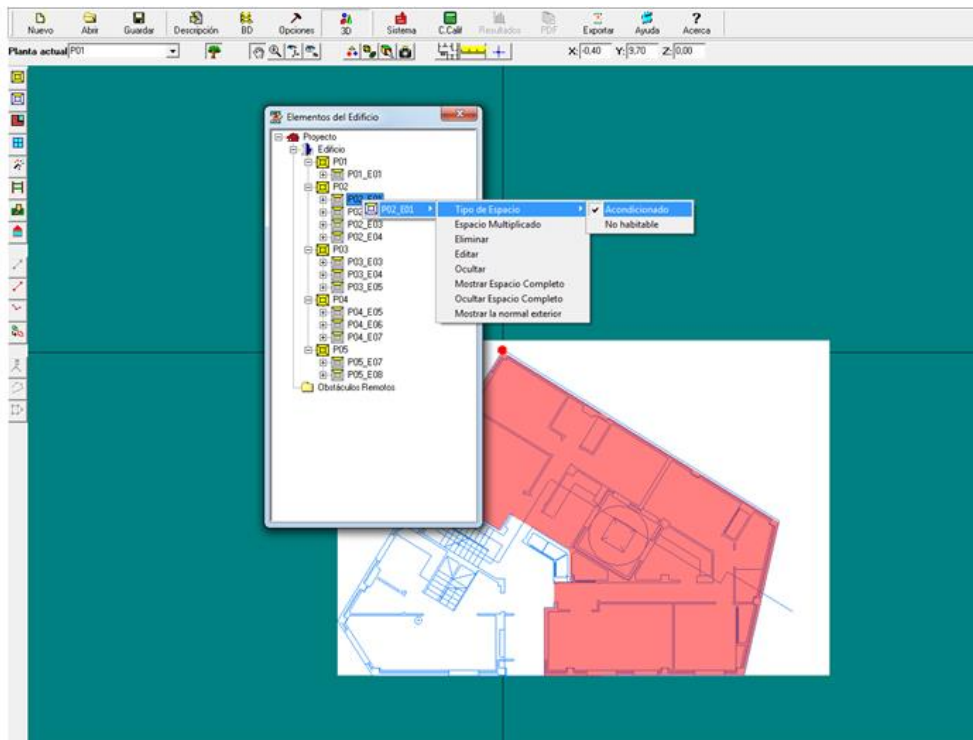 Nuevo Abrir Guardar Descripción BD Opciones 3D Sistema C.Calif Resultados PDF Exportar Ayuda Acerca
Planta actual P01 X: -0,40 Y: 9,70 Z: 0,00
Elementos del Edificio
Proyecto
Edificio
P01
P01_E01
P02
P02_E01
P02_E01
Tipo de Espacio
Acondicionado
Espacio Multiplicado
No habitable
Eliminar
Editar
Ocultar
Mostrar Espacio Completo
Ocultar Espacio Completo
Mostrar la normal exterior
P02
P02_E03
P02_E04
P03
P03_E03
P03_E04
P03_E05
P04
P04_E05
P04_E06
P04_E07
P05
P05_E07
P05_E08
Obstáculos Remotos